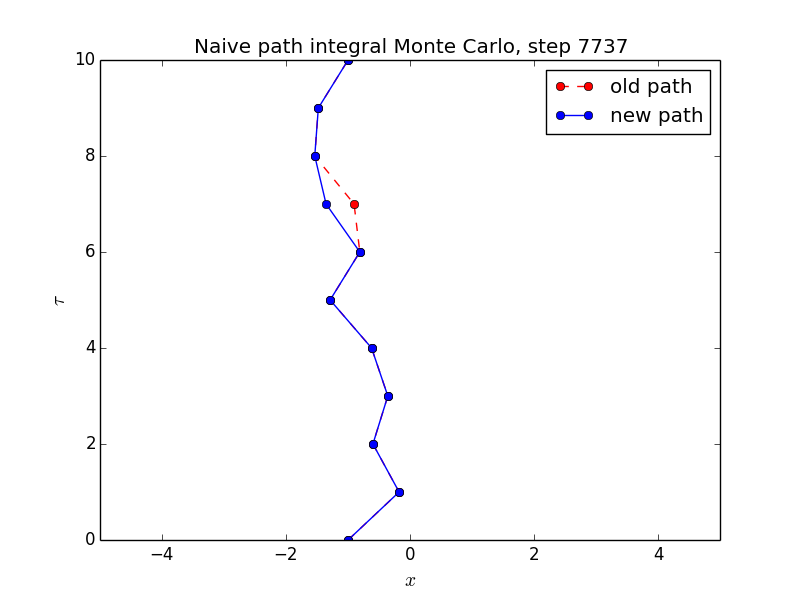 Naive path integral Monte Carlo, step 7737
old path
new path
10
8
6
4
2
0
τ
−4
−2
0
2
4
x